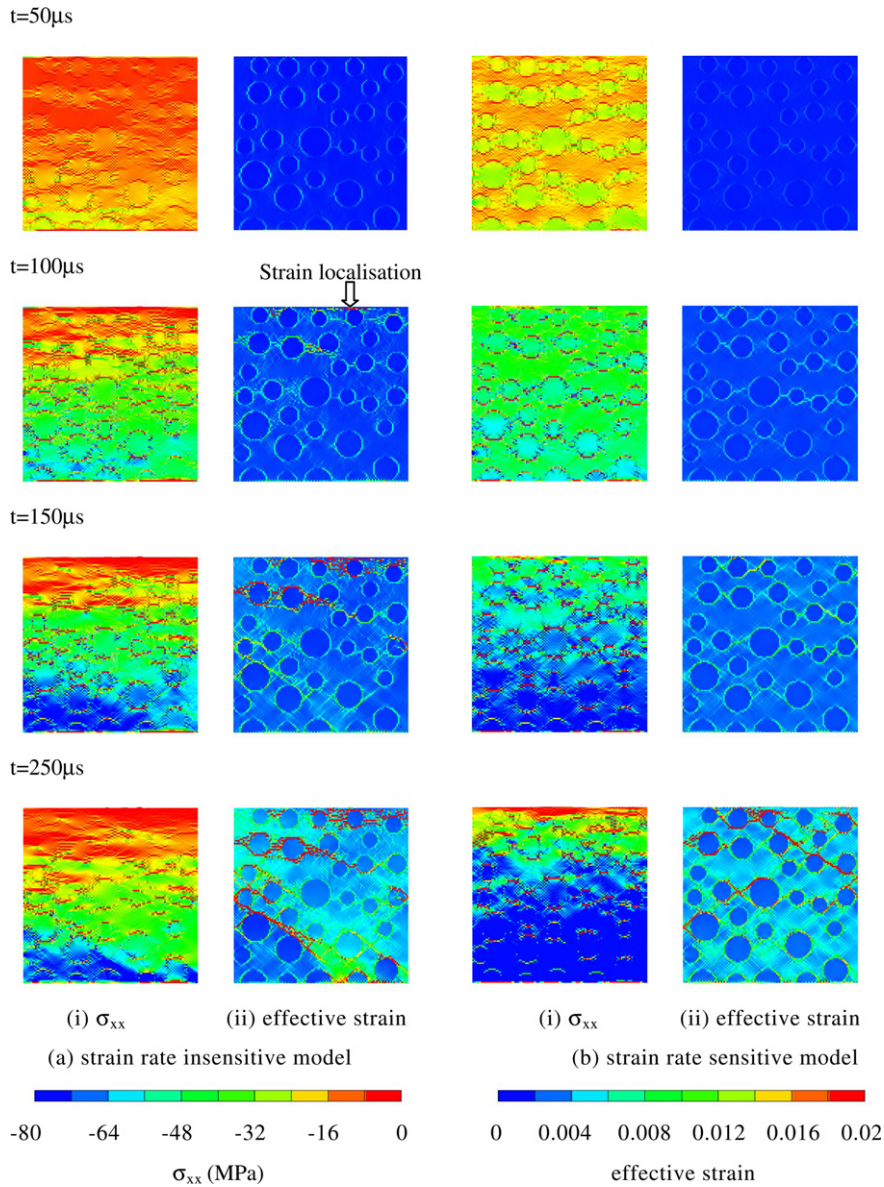 t=50μs
t=100μs
Strain localisation
t=150μs
t=250μs
(i) σxx (ii) effective strain (i) σxx (ii) effective strain
(a) strain rate insensitive model (b) strain rate sensitive model
-80 -64 -48 -32 -16 0 0 0.004 0.008 0.012 0.016 0.02
σxx (MPa) effective strain